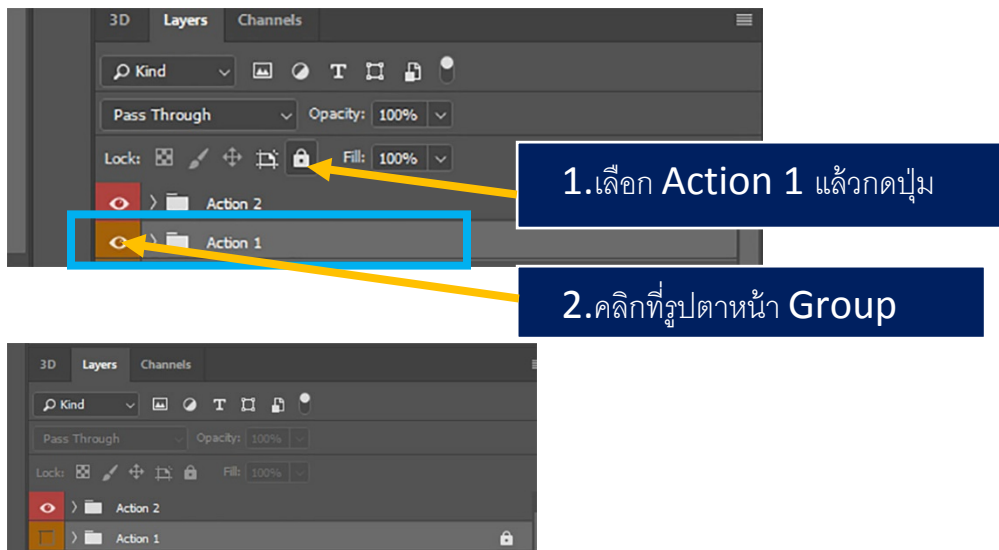 3D Layers Channels
Kind
Pass Through Opacity: 100%
Lock: Fill: 100%
1.เลือก Action 1 แล้วกดปุ่ม
Action 2
Action 1
2.คลิกที่รูปตาหน้า Group
3D Layers Channels
Kind
Pass Through Opacity: 100%
Lock: Fill: 100%
Action 2
Action 1